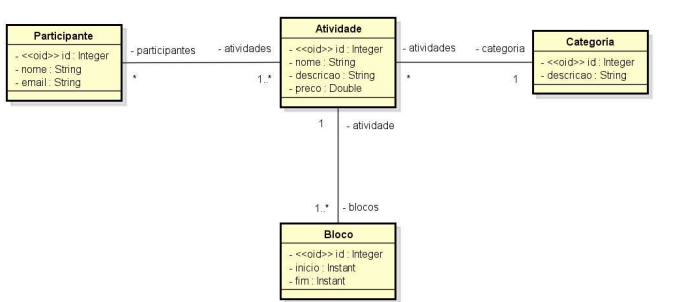 Participante
- <<oid>> id : Integer
- nome : String
- email : String
- participantes
*
- atividades
1..*
Atividade
- <<oid>> id : Integer
- nome : String
- descricao : String
- preco : Double
- atividades
*
- categoria
1
Categoria
- <<oid>> id : Integer
- descricao : String
1
- atividade
1..*
- blocos
Bloco
- <<oid>> id : Integer
- inicio : Instant
- fim : Instant